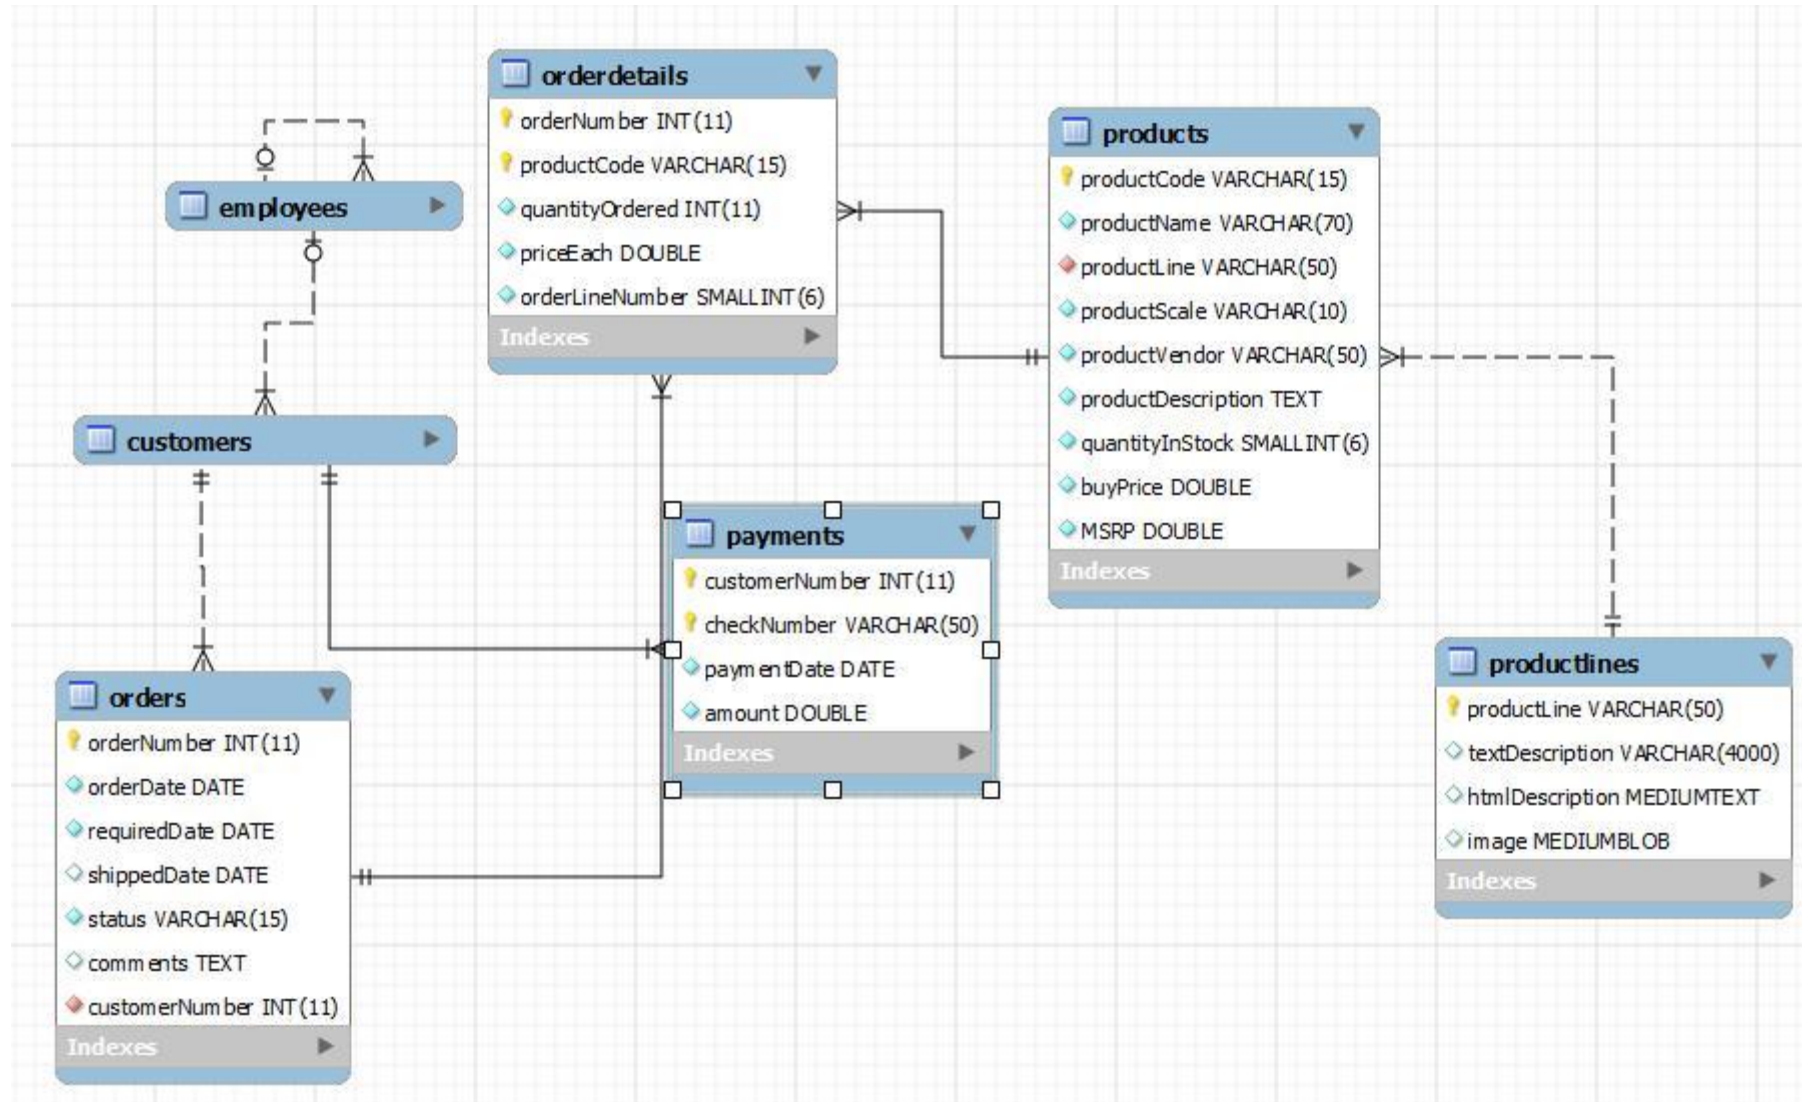 orderdetails
orderNumber INT(11)
productCode VARCHAR(15)
quantityOrdered INT(11)
priceEach DOUBLE
orderLineNumber SMALLINT(6)
Indexes
products
productCode VARCHAR(15)
productName VARCHAR(70)
productLine VARCHAR(50)
productScale VARCHAR(10)
productVendor VARCHAR(50)
productDescription TEXT
quantityInStock SMALLINT(6)
buyPrice DOUBLE
MSRP DOUBLE
Indexes
employees
customers
payments
customerNumber INT(11)
checkNumber VARCHAR(50)
paymentDate DATE
amount DOUBLE
Indexes
orders
orderNumber INT(11)
orderDate DATE
requiredDate DATE
shippedDate DATE
status VARCHAR(15)
comments TEXT
customerNumber INT(11)
Indexes
productlines
productLine VARCHAR(50)
textDescription VARCHAR(4000)
htmlDescription MEDIUMTEXT
image MEDIUMBLOB
Indexes